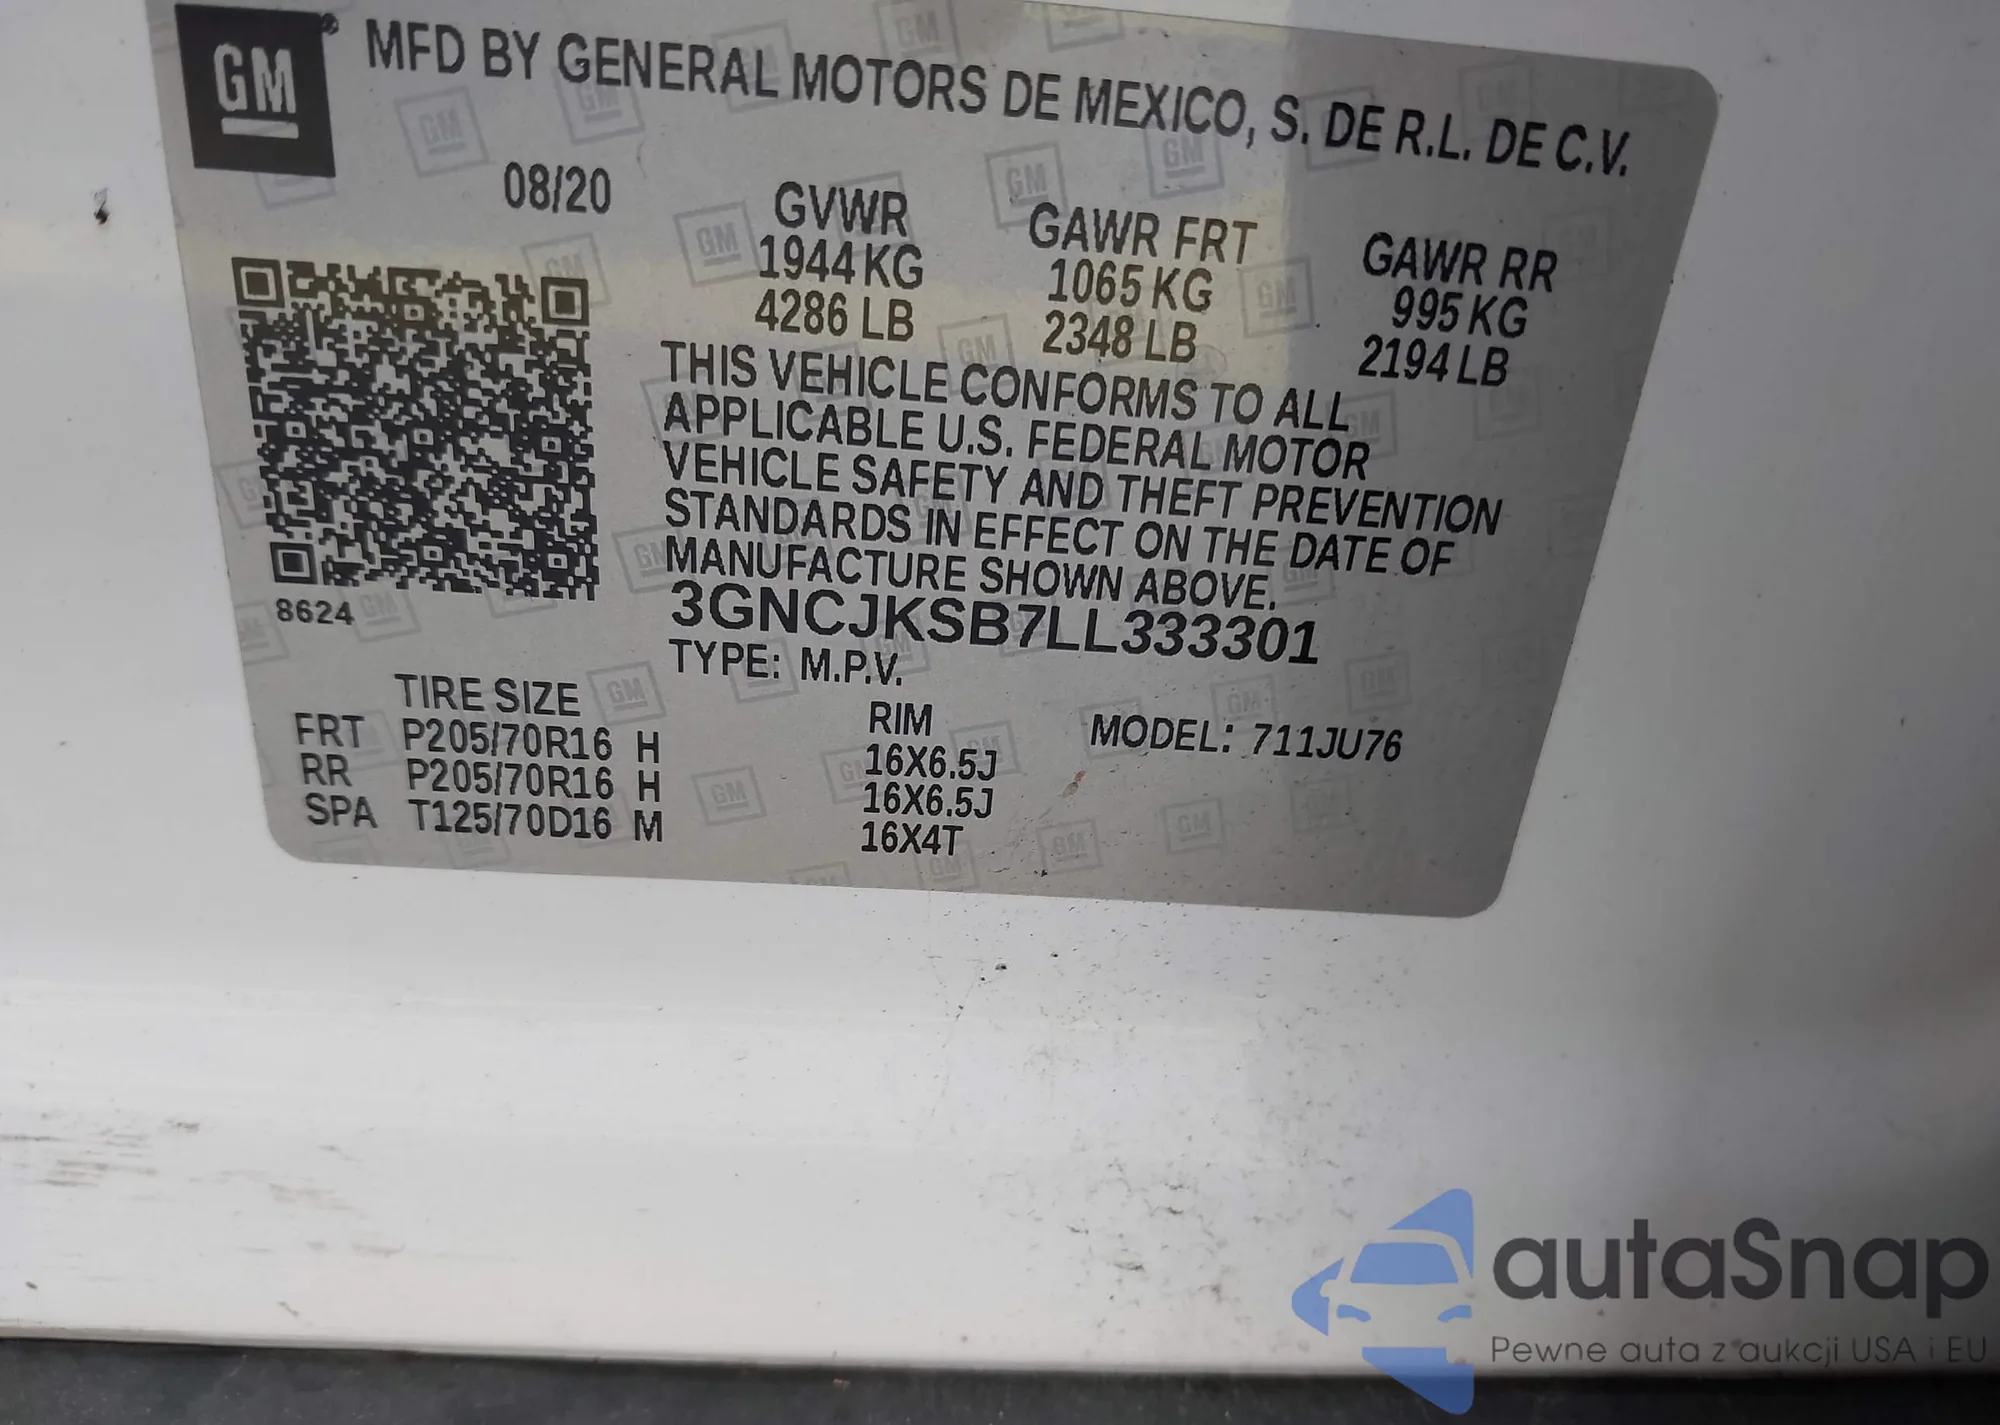 GM
MFD BY GENERAL MOTORS DE MEXICO, S. DE R.L. DE C.V.
08/20
GVWR
1944 KG
4286 LB
GAWR FRT
1065 KG
2348 LB
GAWR RR
995 KG
2194 LB
THIS VEHICLE CONFORMS TO ALL
APPLICABLE U.S. FEDERAL MOTOR
VEHICLE SAFETY AND THEFT PREVENTION
STANDARDS IN EFFECT ON THE DATE OF
MANUFACTURE SHOWN ABOVE.
3GNCJKSB7LL333301
TYPE: M.P.V.
8624
TIRE SIZE RIM MODEL: 711JU76
FRT P205/70R16 H 16X6.5J
RR P205/70R16 H 16X6.5J
SPA T125/70D16 M 16X4T
autaSnap
Pewne auta z aukcji USA i EU